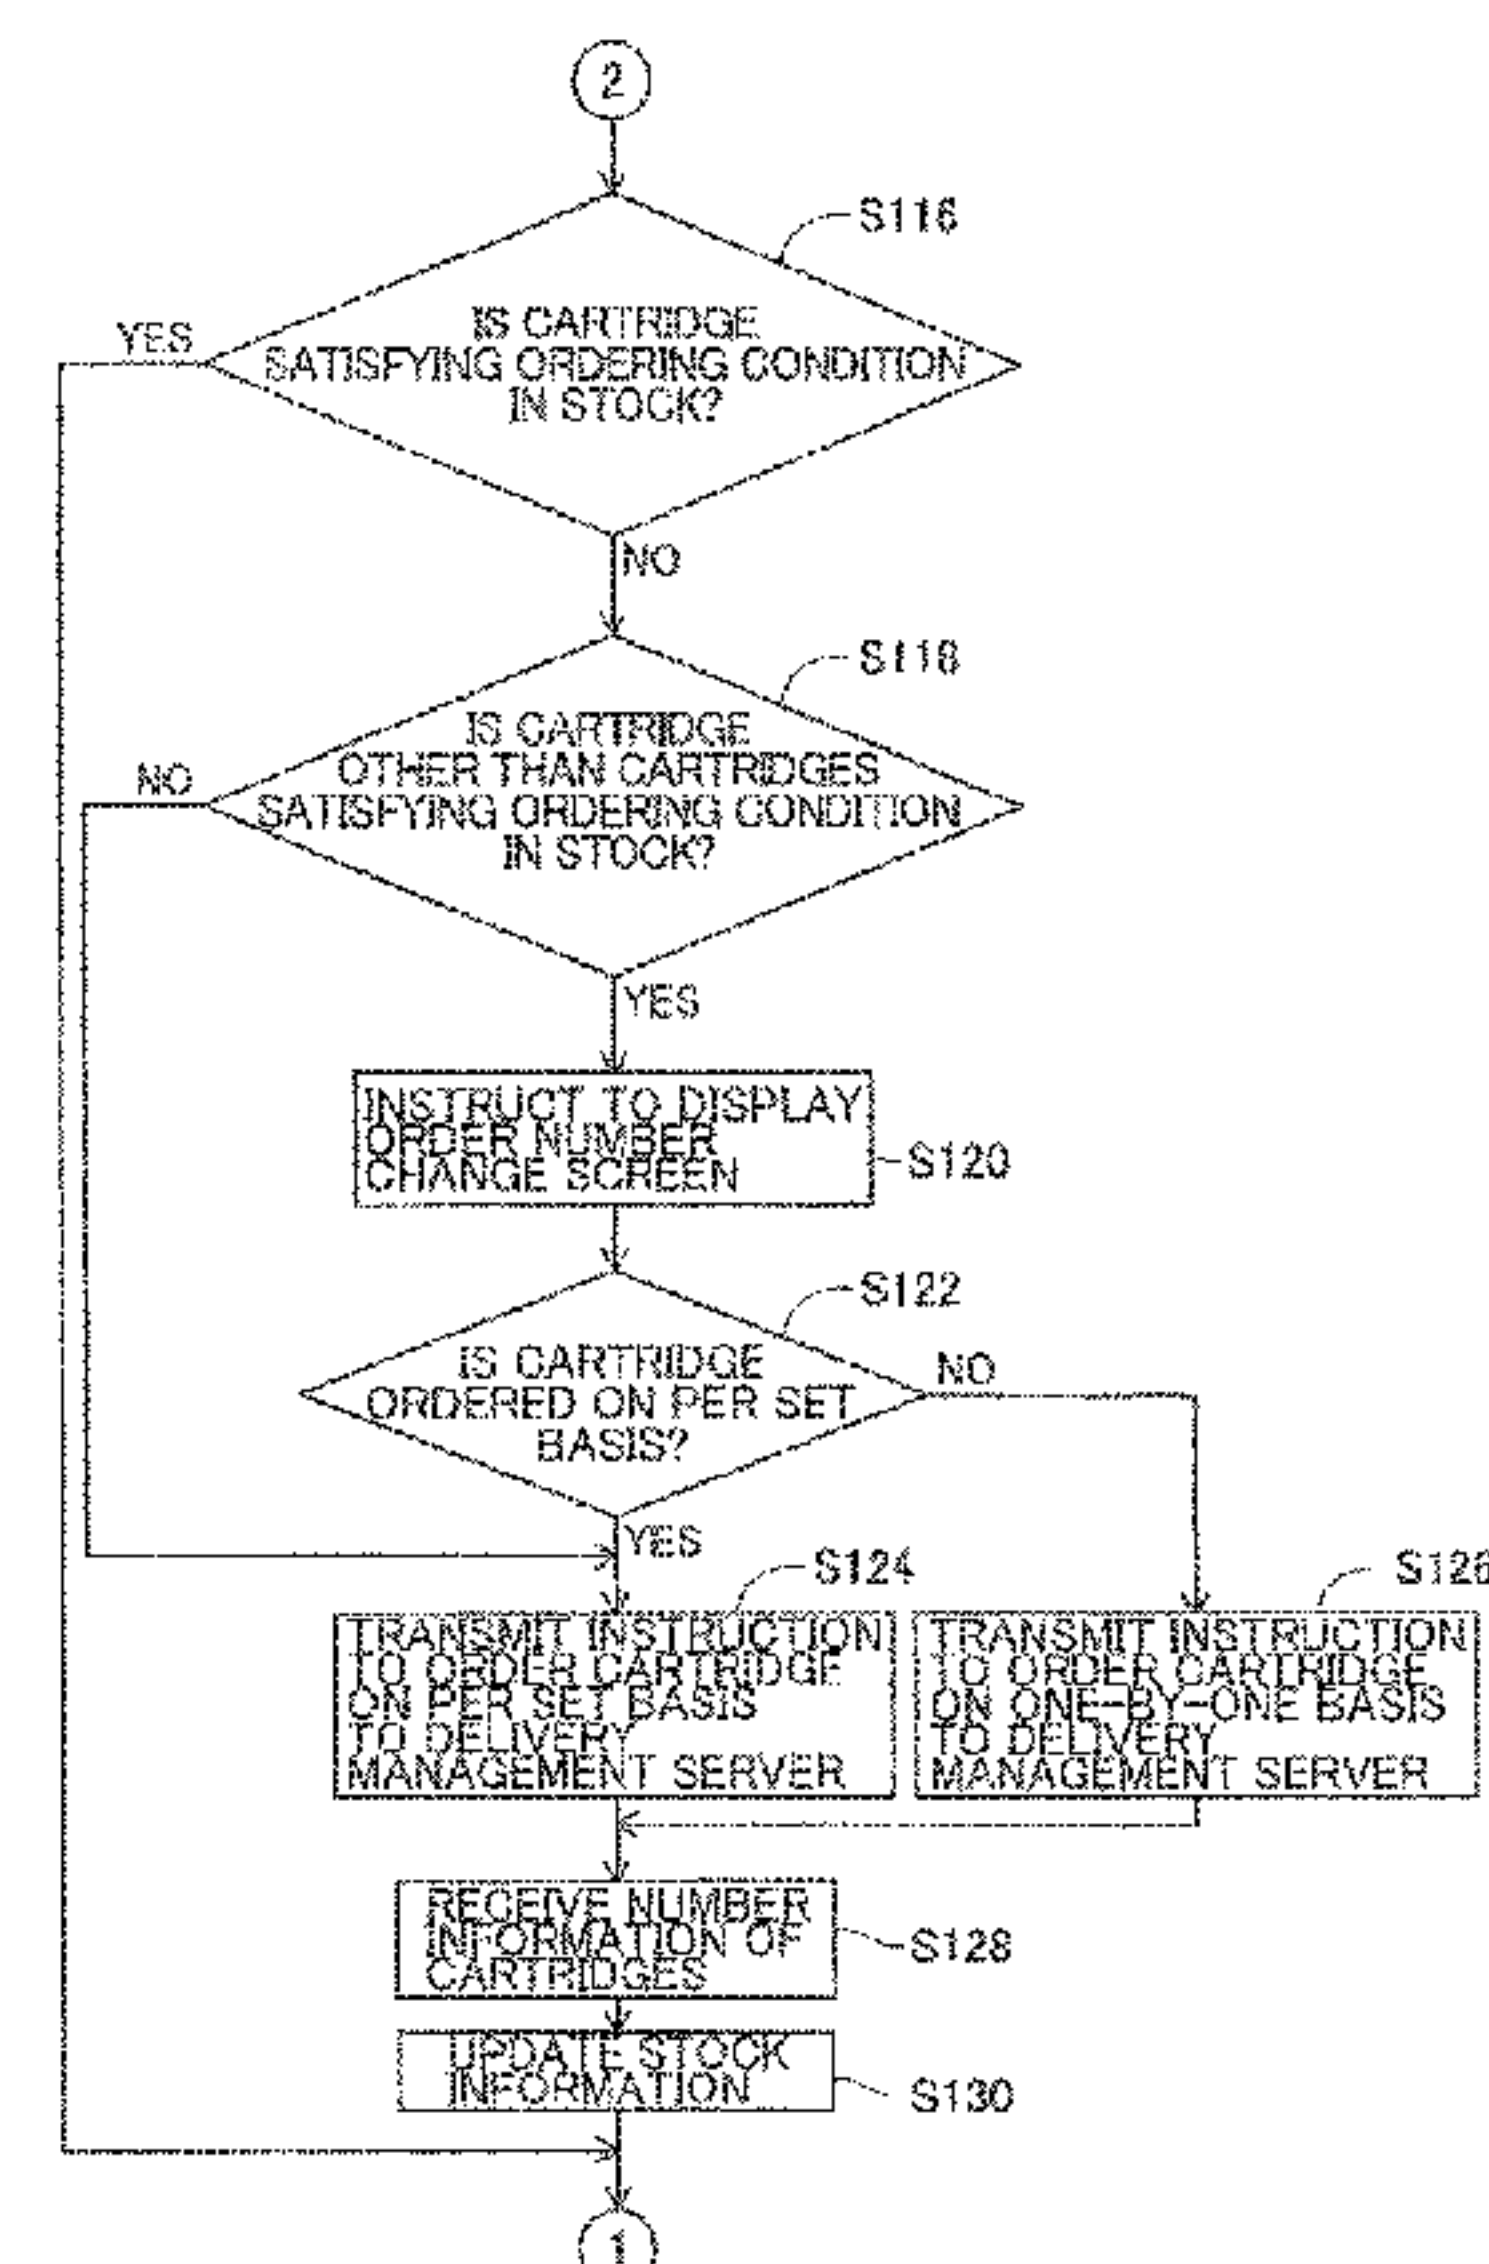 2
S116
IS CARTRIDGE
SATISFYING ORDERING CONDITION
IN STOCK?
YES
NO
S118
IS CARTRIDGE
OTHER THAN CARTRIDGES
SATISFYING ORDERING CONDITION
IN STOCK?
NO
YES
INSTRUCT TO DISPLAY
ORDER NUMBER
CHANGE SCREEN
S120
S122
IS CARTRIDGE
ORDERED ON PER SET
BASIS?
NO
YES
S124
S126
TRANSMIT INSTRUCTION
TO ORDER CARTRIDGE
ON PER SET BASIS
TO DELIVERY
MANAGEMENT SERVER
TRANSMIT INSTRUCTION
TO ORDER CARTRIDGE
ON ONE-BY-ONE BASIS
TO DELIVERY
MANAGEMENT SERVER
RECEIVE NUMBER
INFORMATION OF
CARTRIDGES
S128
UPDATE STOCK
INFORMATION
S130
1